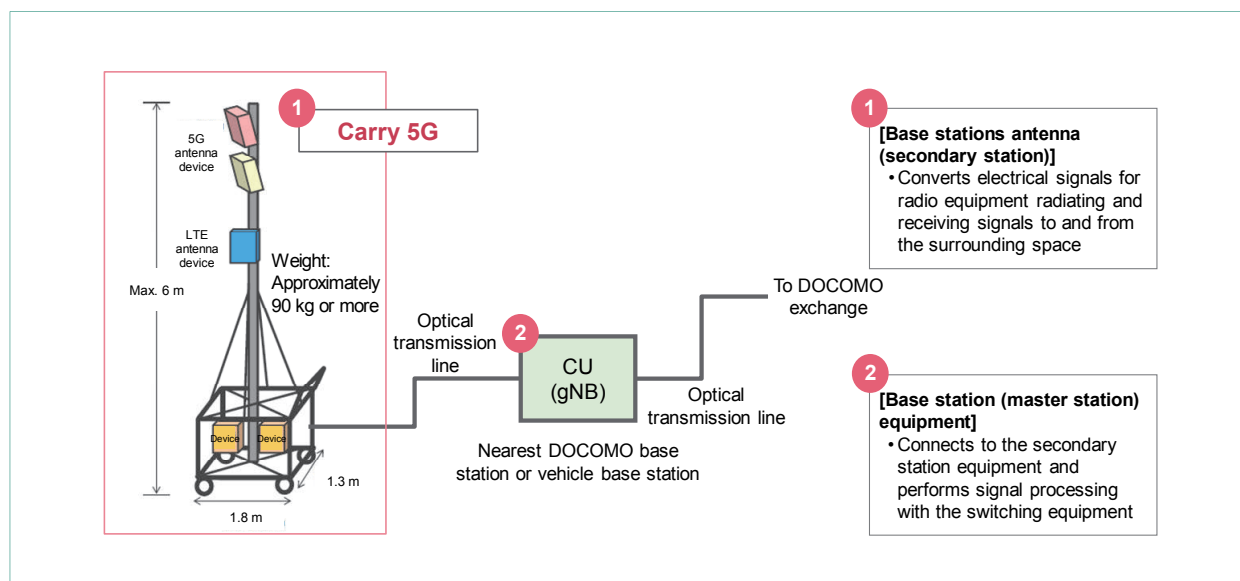 1
Carry 5G
5G
antenna
device
LTE
antenna
device
Weight:
Approximately
90 kg or more
Max. 6 m
Device
Device
1.3 m
1.8 m
Optical
transmission
line
2
CU
(gNB)
Nearest DOCOMO base
station or vehicle base station
Optical
transmission line
To DOCOMO
exchange
1
[Base stations antenna
(secondary station)]
• Converts electrical signals for
radio equipment radiating and
receiving signals to and from
the surrounding space
2
[Base station (master station)
equipment]
• Connects to the secondary
station equipment and
performs signal processing
with the switching equipment